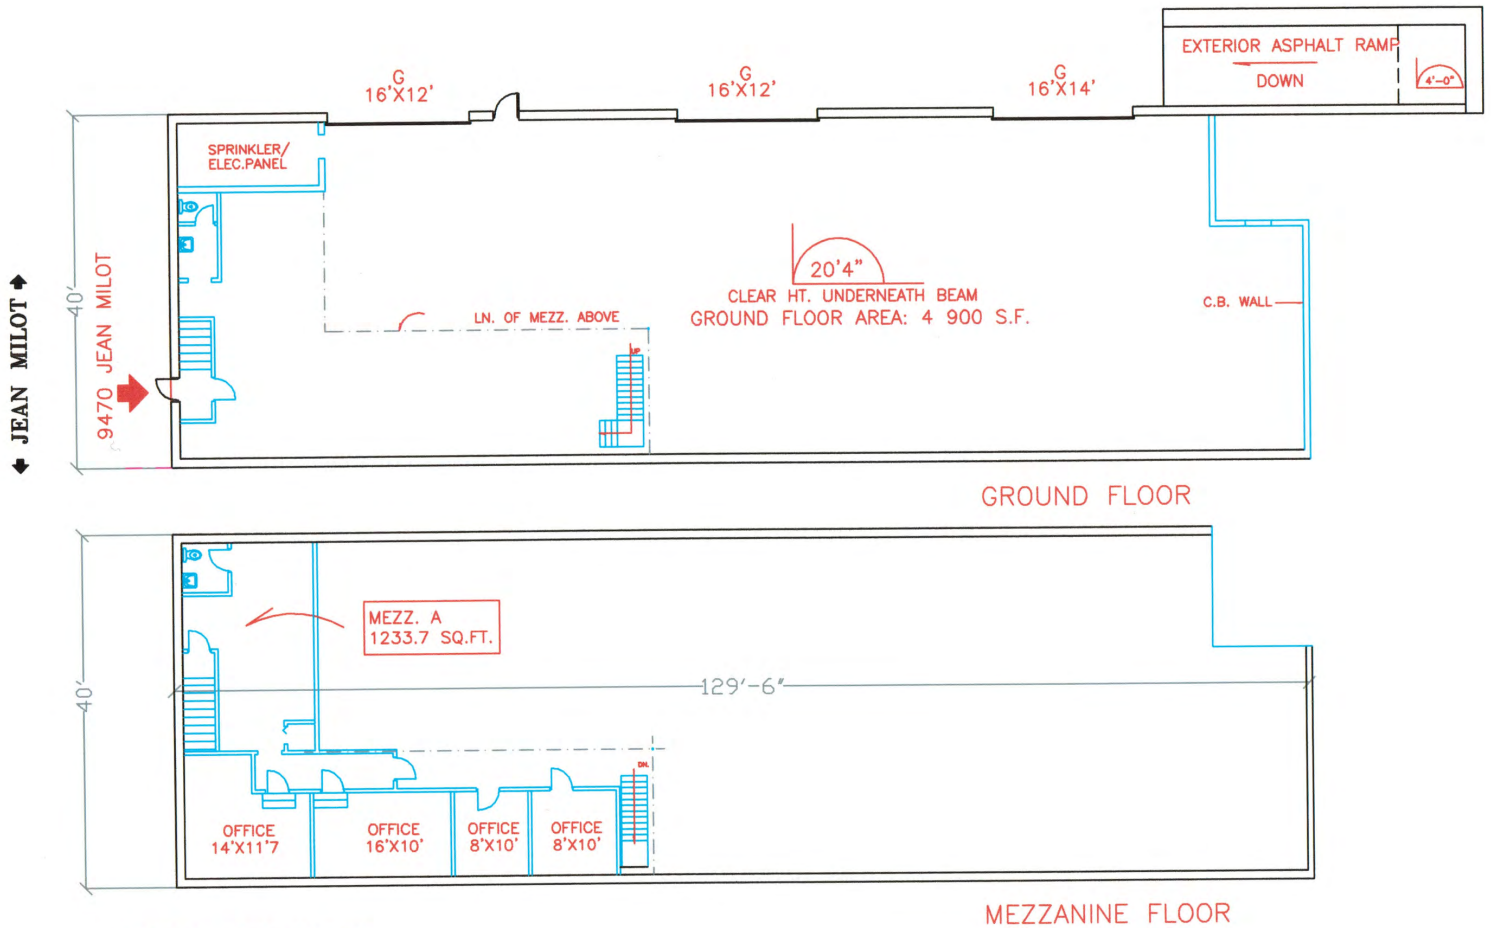 EXTERIOR ASPHALT RAMP
DOWN
4'-0"
G
16'X12'
G
16'X12'
G
16'X14'
SPRINKLER/
ELEC.PANEL
40'
JEAN MILOT
9470 JEAN MILOT
20'4"
CLEAR HT. UNDERNEATH BEAM
GROUND FLOOR AREA: 4 900 S.F.
C.B. WALL
LN. OF MEZZ. ABOVE
UP
GROUND FLOOR
MEZZ. A
1233.7 SQ.FT.
40'
129'-6"
DN.
OFFICE
14'X11'7
OFFICE
16'X10'
OFFICE
8'X10'
OFFICE
8'X10'
MEZZANINE FLOOR